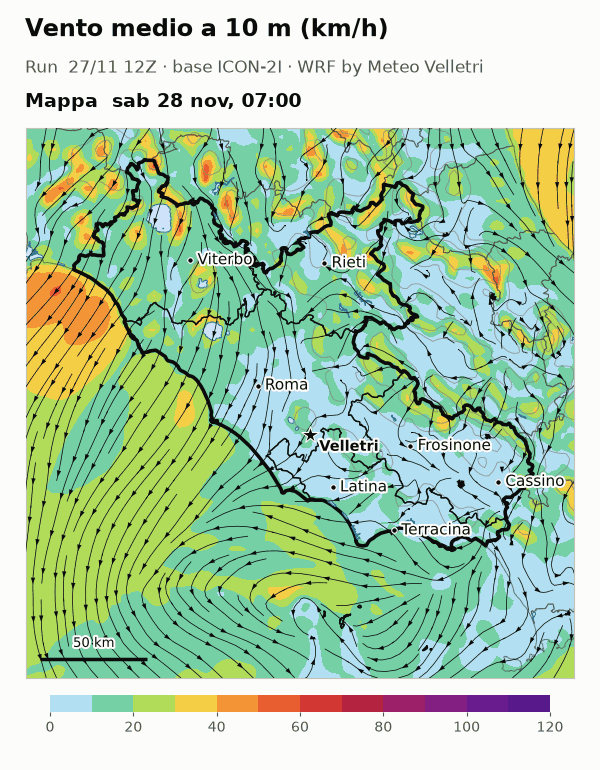 Vento medio a 10 m (km/h)
Run 27/11 12Z · base ICON-2I · WRF by Meteo Velletri
Mappa sab 28 nov, 07:00
Viterbo
Rieti
Roma
Velletri
Frosinone
Latina
Cassino
Terracina
50 km
0 20 40 60 80 100 120